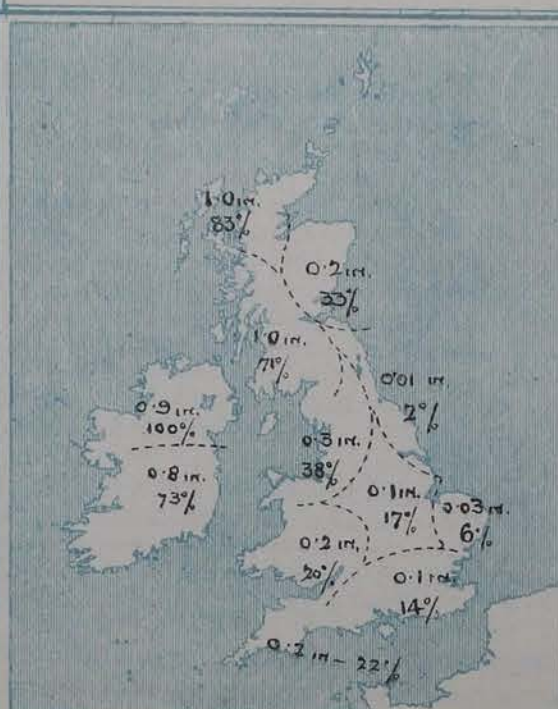 1.0 in.
83%
0.2 in.
33%
1.0 in.
71%
0.01 in.
2%
0.9 in.
100%
0.8 in.
73%
0.3 in.
38%
0.1 in.
17%
0.03 in.
6%
0.2 in.
20%
0.1 in.
14%
0.2 in - 22%